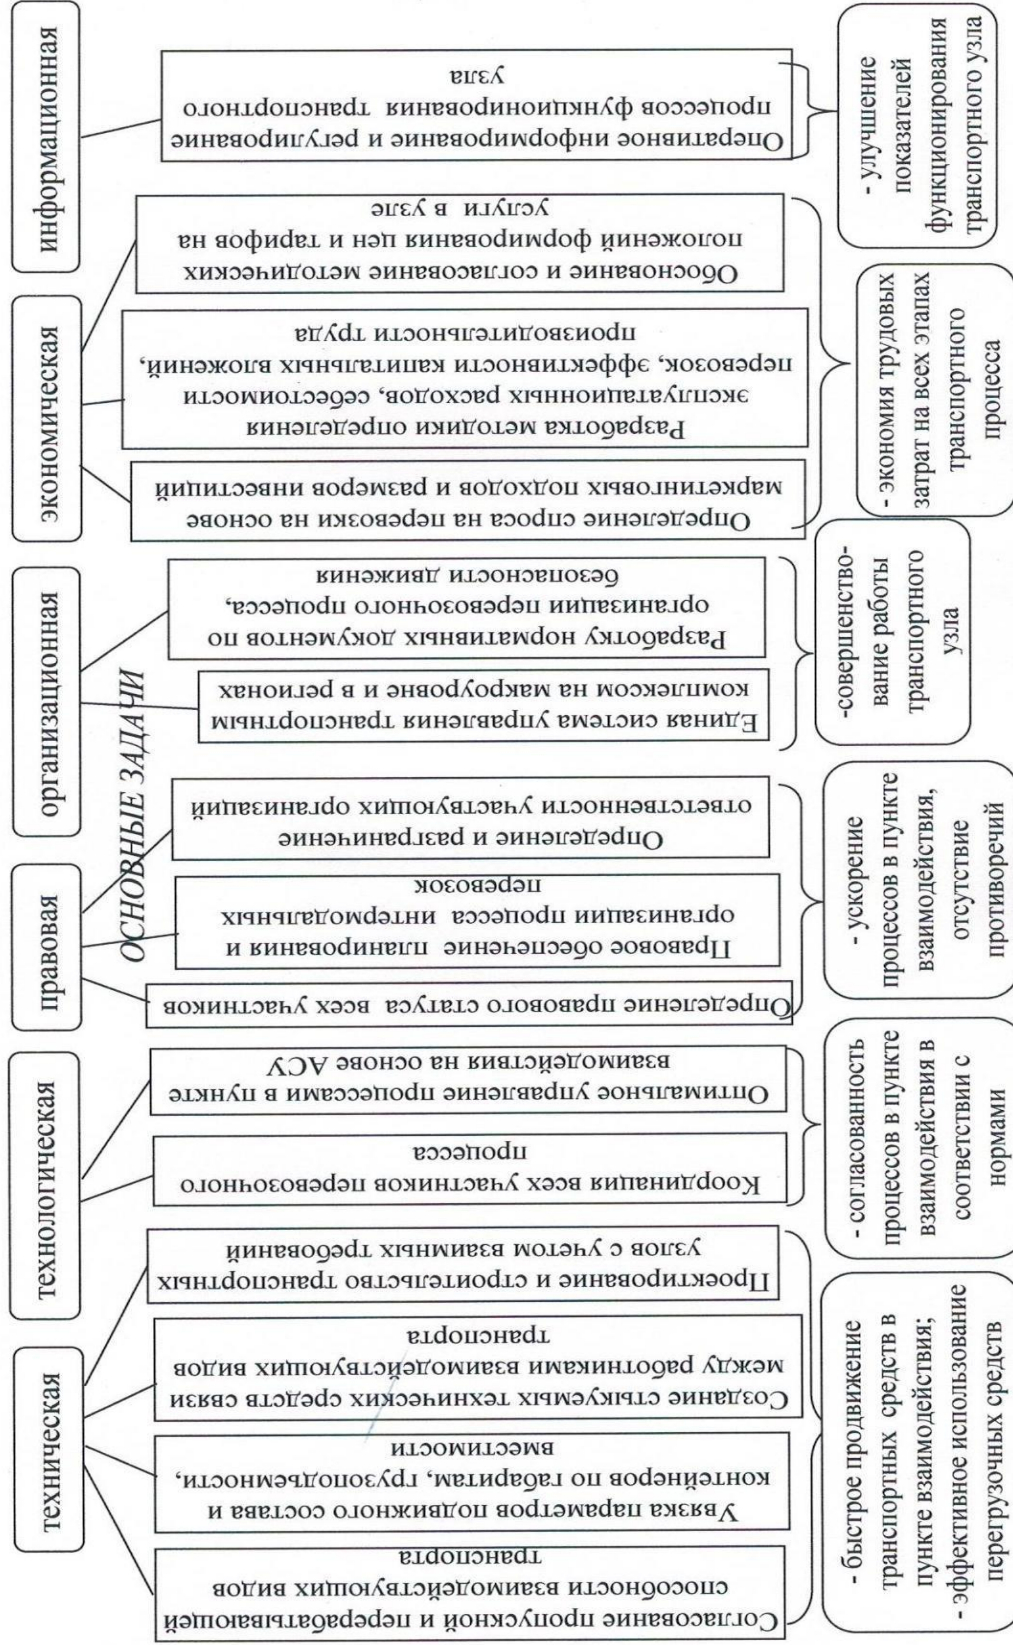 техническая
технологическая
правовая
организационная
экономическая
информационная
ОСНОВНЫЕ ЗАДАЧИ
Согласование пропускной и перерабатывающей
способности взаимодействующих видов
транспорта
Увязка параметров подвижного состава и
контейнеров по габаритам, грузоподъемности,
вместимости
Создание стыкуемых технических средств связи
между работниками взаимодействующих видов
транспорта
Проектирование и строительство транспортных
узлов с учетом взаимных требований
Координация всех участников перевозочного
процесса
Оптимальное управление процессами в пункте
взаимодействия на основе АСУ
Определение правового статуса всех участников
Правовое обеспечение планирования и
организации процесса интермодальных
перевозок
Определение и разграничение
ответственности участвующих организаций
Единая система управления транспортным
комплексом на макроуровне и в регионах
Разработку нормативных документов по
организации перевозочного процесса,
безопасности движения
Определение спроса на перевозки на основе
маркетинговых подходов и размеров инвестиций
Разработка методики определения
эксплуатационных расходов, себестоимости
перевозок, эффективности капитальных вложений,
производительности труда
Обоснование и согласование методических
положений формирования цен и тарифов на
услуги в узле
Оперативное информирование и регулирование
процессов функционирования транспортного
узла
- быстрое продвижение
транспортных средств в
пункте взаимодействия;
- эффективное использование
перегрузочных средств
- согласованность
процессов в пункте
взаимодействия в
соответствии с
нормами
- ускорение
процессов в пункте
взаимодействия,
отсутствие
противоречий
-совершенство-
вание работы
транспортного
узла
- экономия трудовых
затрат на всех этапах
транспортного
процесса
- улучшение
показателей
функционирования
транспортного узла